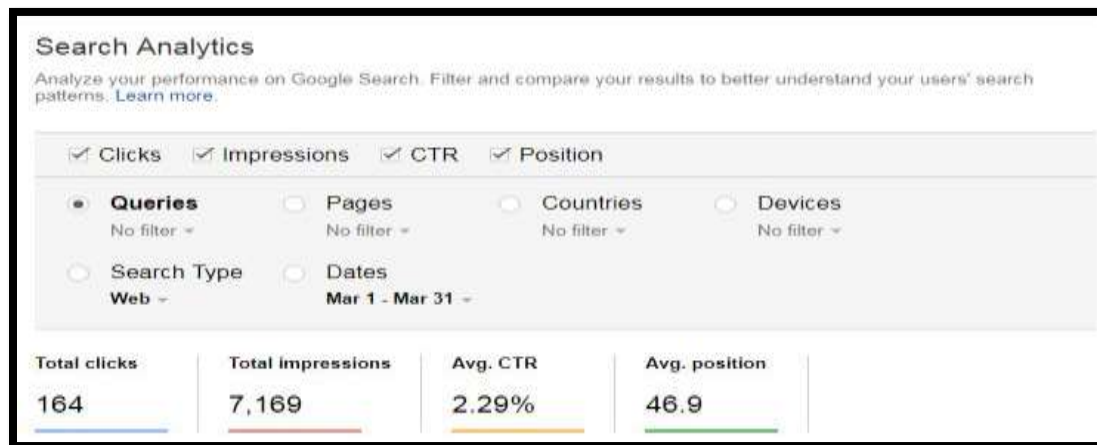 Search Analytics
Analyze your performance on Google Search. Filter and compare your results to better understand your users' search
patterns. Learn more.
Clicks Impressions CTR Position
Queries Pages Countries Devices
No filter No filter No filter No filter
Search Type Dates
Web Mar 1 - Mar 31
Total clicks Total impressions Avg. CTR Avg. position
164 7,169 2.29% 46.9